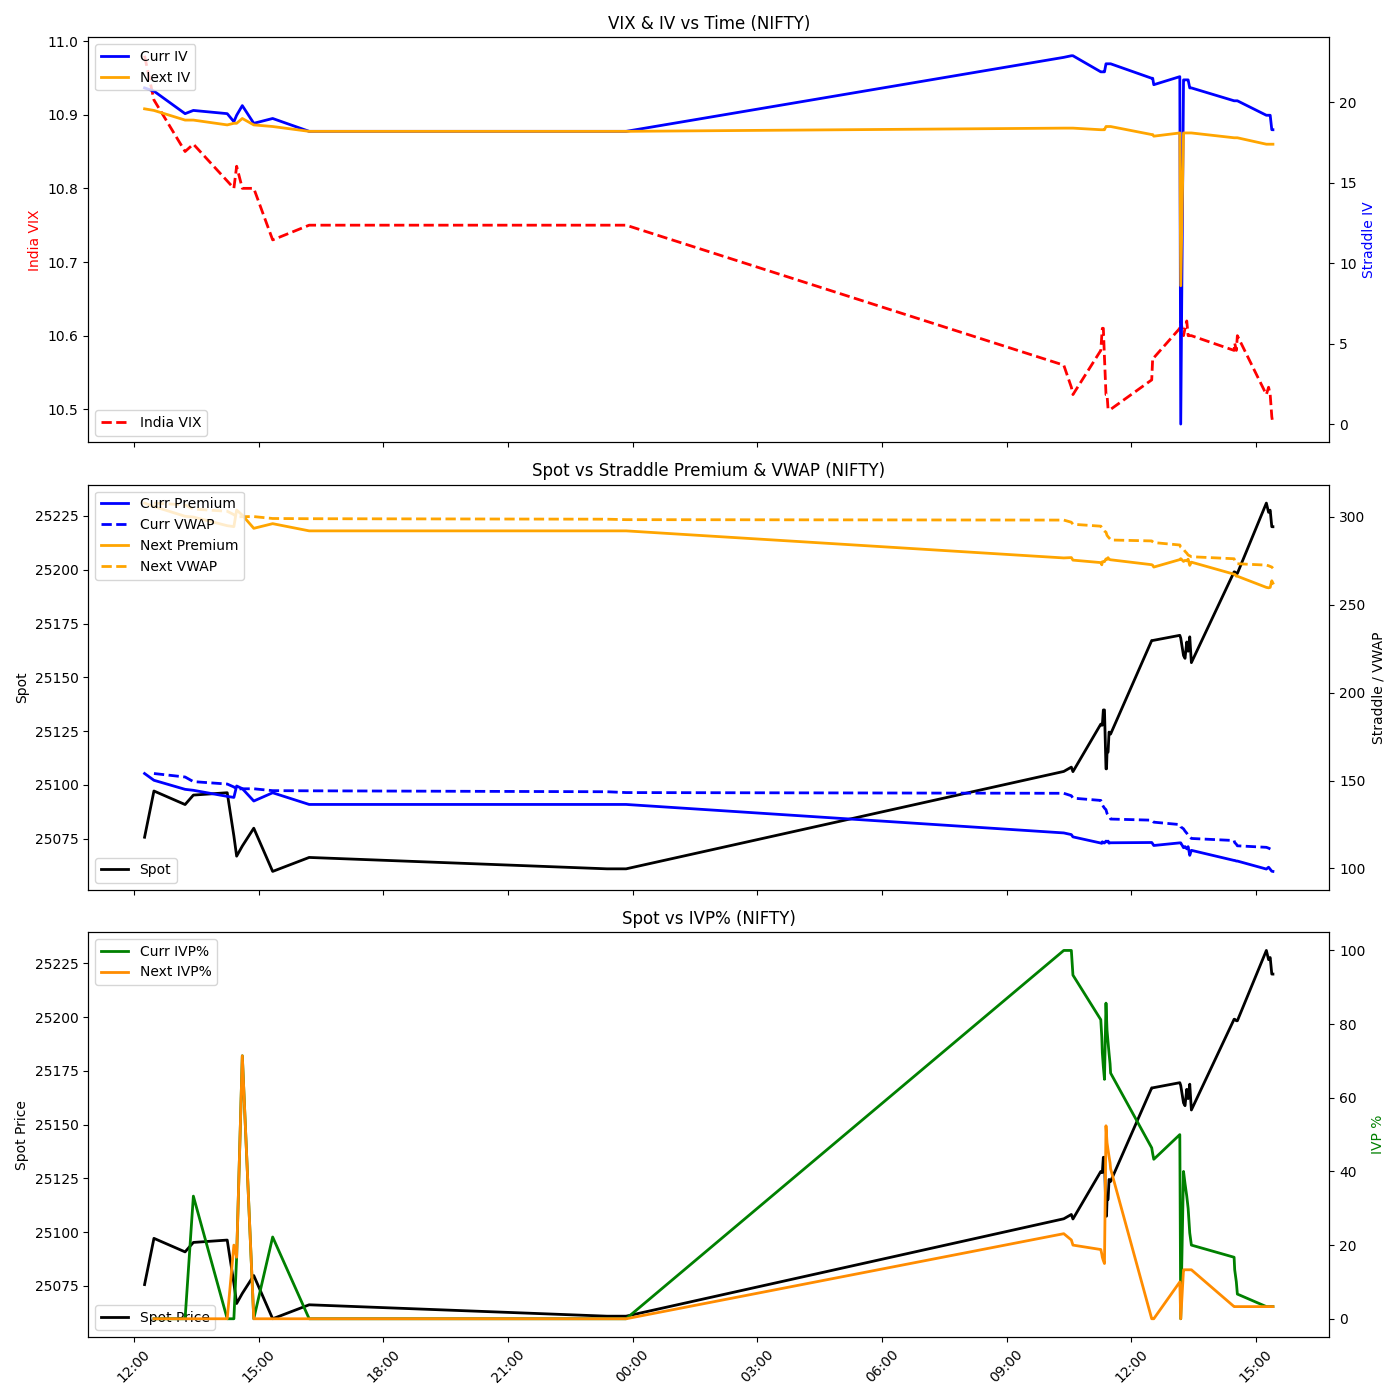 VIX & IV vs Time (NIFTY)
Curr IV
Next IV
India VIX
India VIX
Straddle IV
11.0
10.9
10.8
10.7
10.6
10.5
20
15
10
5
0
Spot vs Straddle Premium & VWAP (NIFTY)
Curr Premium
Curr VWAP
Next Premium
Next VWAP
Spot
Spot
Straddle / VWAP
25225
25200
25175
25150
25125
25100
25075
300
250
200
150
100
Spot vs IVP% (NIFTY)
Curr IVP%
Next IVP%
Spot Price
Spot Price
IVP %
25225
25200
25175
25150
25125
25100
25075
100
80
60
40
20
0
12:00
15:00
18:00
21:00
00:00
03:00
06:00
09:00
12:00
15:00